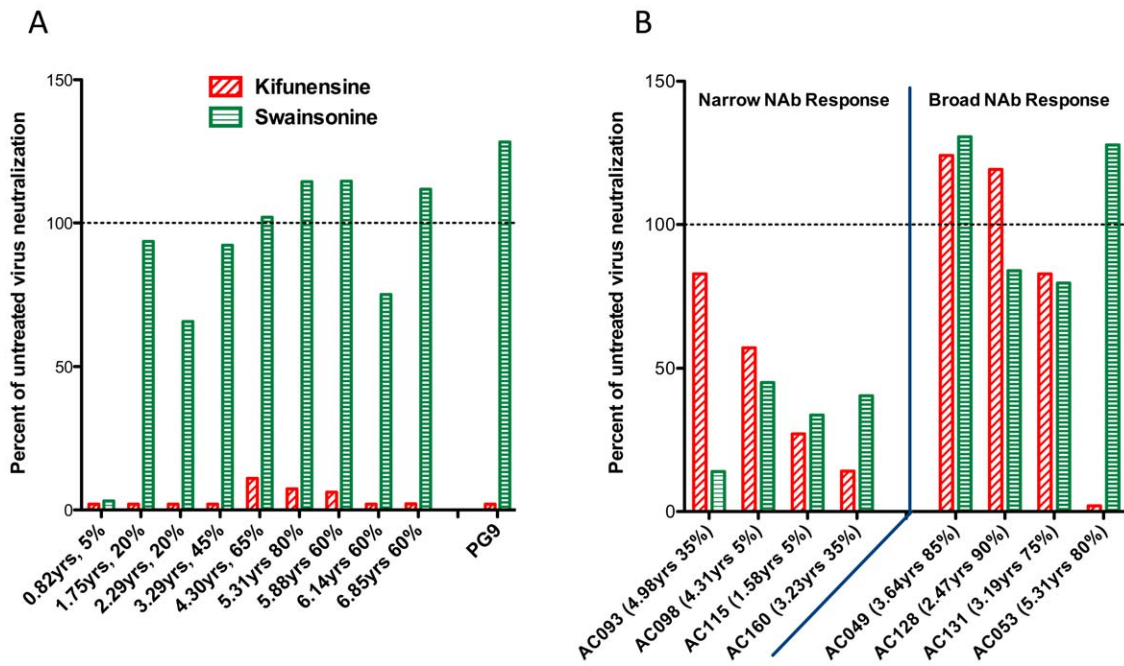 A
Percent of untreated virus neutralization
150
100
50
0
Kifunensine
Swainsonine
0.82yrs, 5%
1.75yrs, 20%
2.29yrs, 20%
3.29yrs, 45%
4.30yrs, 65%
5.31yrs 80%
5.88yrs 60%
6.14yrs 60%
6.85yrs 60%
PG9
B
Percent of untreated virus neutralization
150
100
50
0
Narrow NAb Response
Broad NAb Response
AC093 (4.98yrs 35%)
AC098 (4.31yrs 5%)
AC115 (1.58yrs 5%)
AC160 (3.23yrs 35%)
AC049 (3.64yrs 85%)
AC128 (2.47yrs 90%)
AC131 (3.19yrs 75%)
AC053 (5.31yrs 80%)